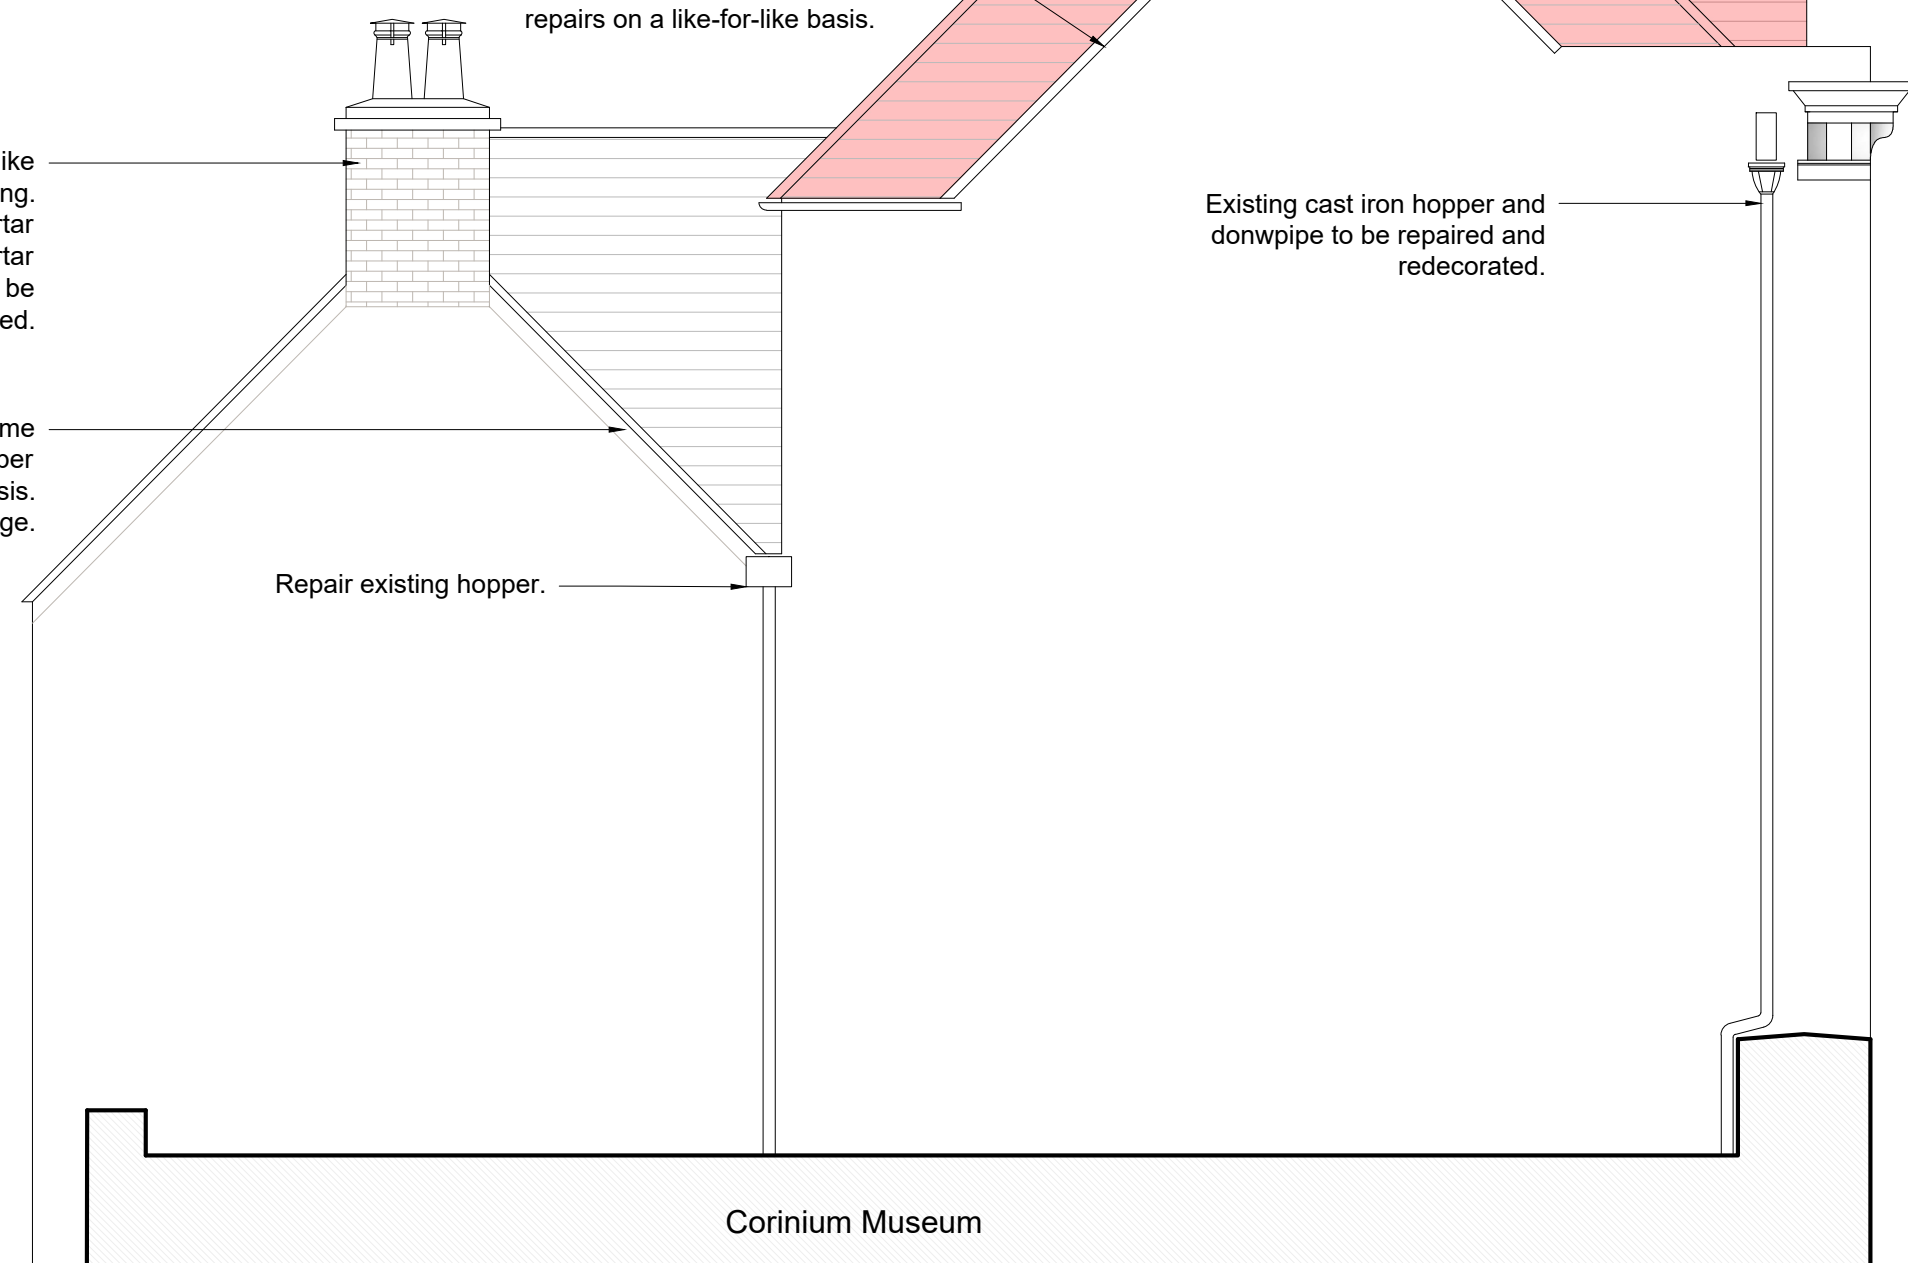 repairs on a like-for-like basis.
ike
ng.
rtar
rtar
be
ed.
Existing cast iron hopper and
donwpipe to be repaired and
redecorated.
me
per
sis.
ge.
Repair existing hopper.
Corinium Museum